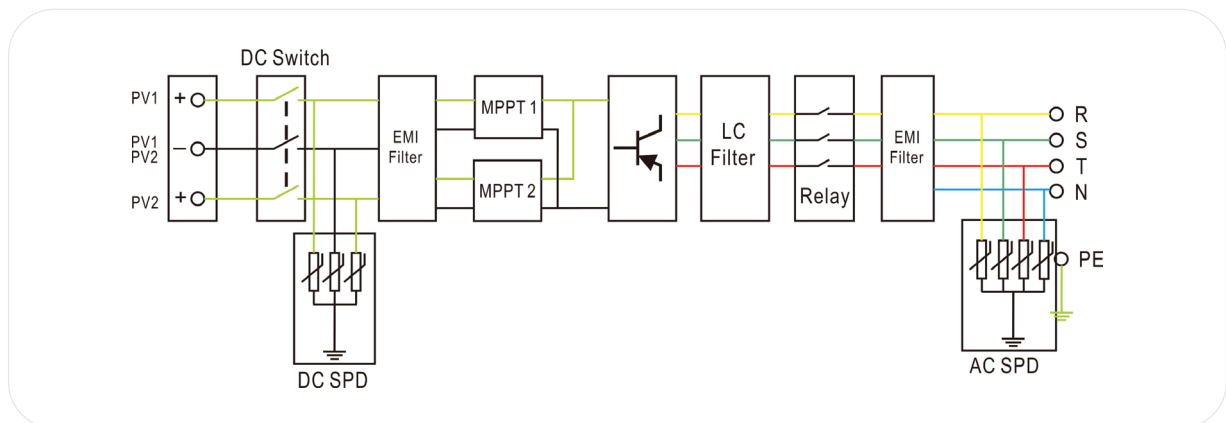 DC Switch
PV1
+
PV1
PV2
−
PV2
+
EMI
Filter
MPPT 1
MPPT 2
LC
Filter
Relay
EMI
Filter
R
S
T
N
PE
DC SPD
AC SPD